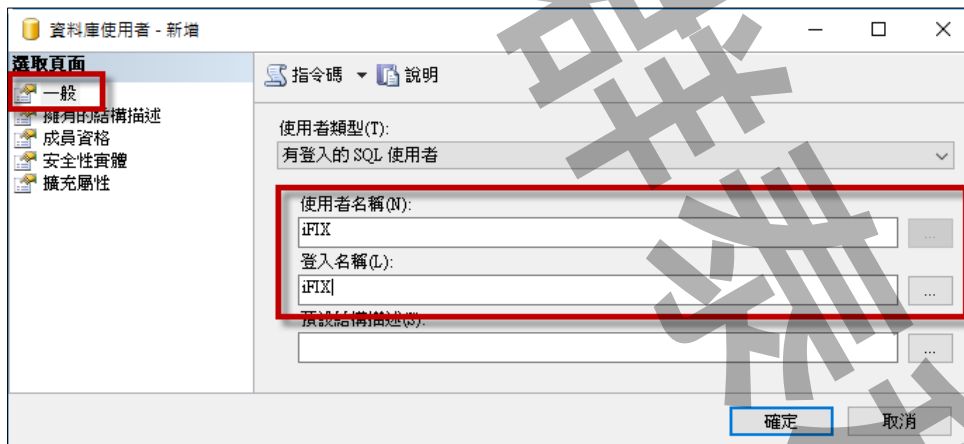 資料庫使用者 - 新增
選取頁面
一般
擁有的結構描述
成員資格
安全性實體
擴充屬性
指令碼
說明
使用者類型(T):
有登入的 SQL 使用者
使用者名稱(N):
iFIX
...
登入名稱(L):
iFIX
...
預設結構描述(S):
...
確定
取消